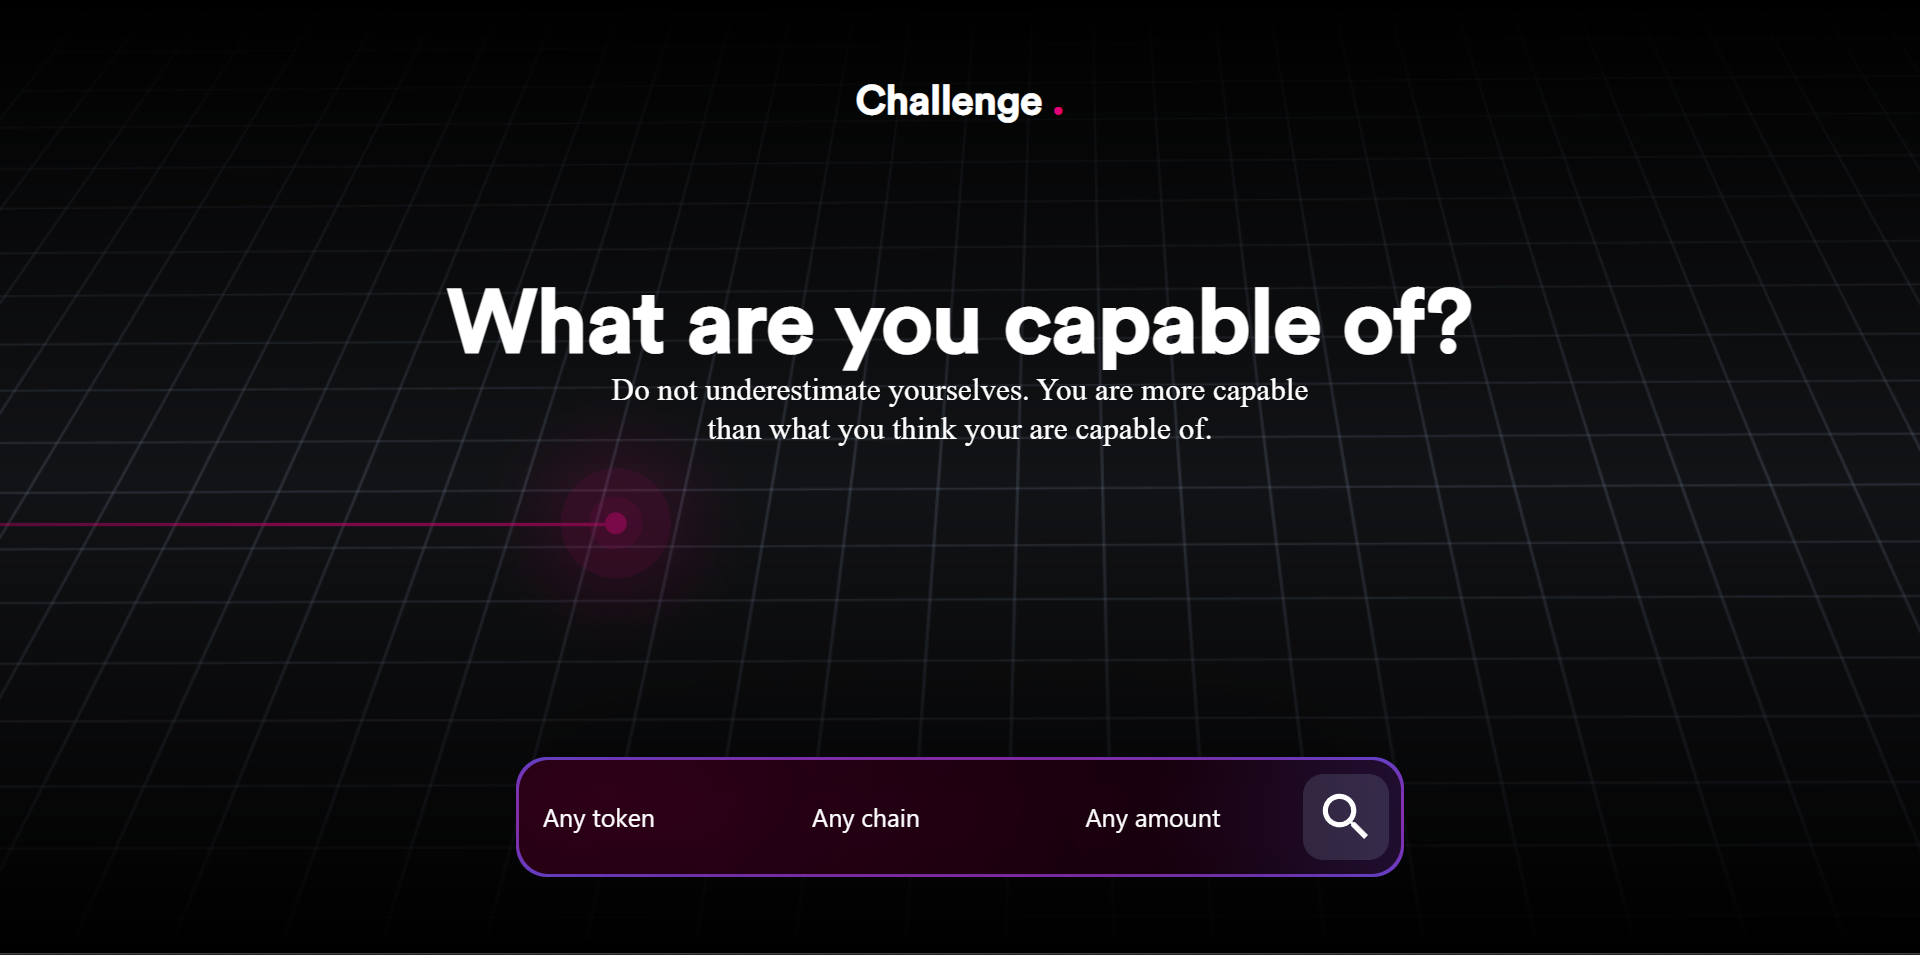 Challenge .
What are you capable of?
Do not underestimate yourselves. You are more capable
than what you think your are capable of.
Any token
Any chain
Any amount